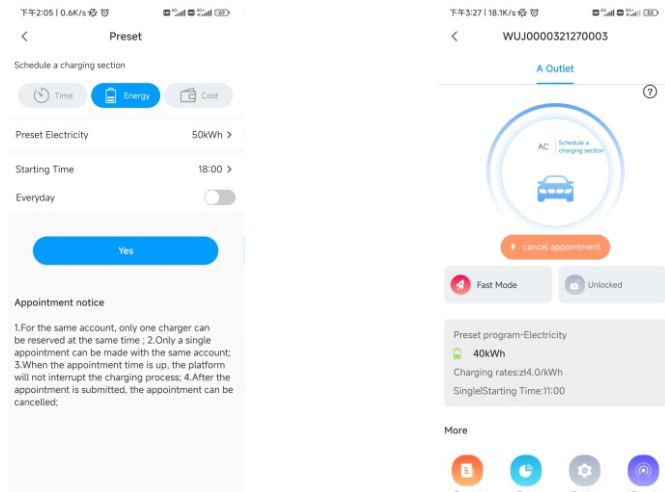 下午2:05 | 0.6K/s
Preset
Schedule a charging section
Time
Energy
Cost
Preset Electricity
50kWh >
Starting Time
18:00 >
Everyday
Yes
Appointment notice
1.For the same account, only one charger can
be reserved at the same time ; 2.Only a single
appointment can be made with the same account;
3.When the appointment time is up, the platform
will not interrupt the charging process; 4.After the
appointment is submitted, the appointment can be
cancelled;
下午3:27 | 18.1K/s
WUJ0000321270003
A Outlet
AC
Schedule a
charging section
cancel appointment
Fast Mode
Unlocked
Preset program-Electricity
40kWh
Charging rates:zł4.0/kWh
Single|Starting Time:11:00
More